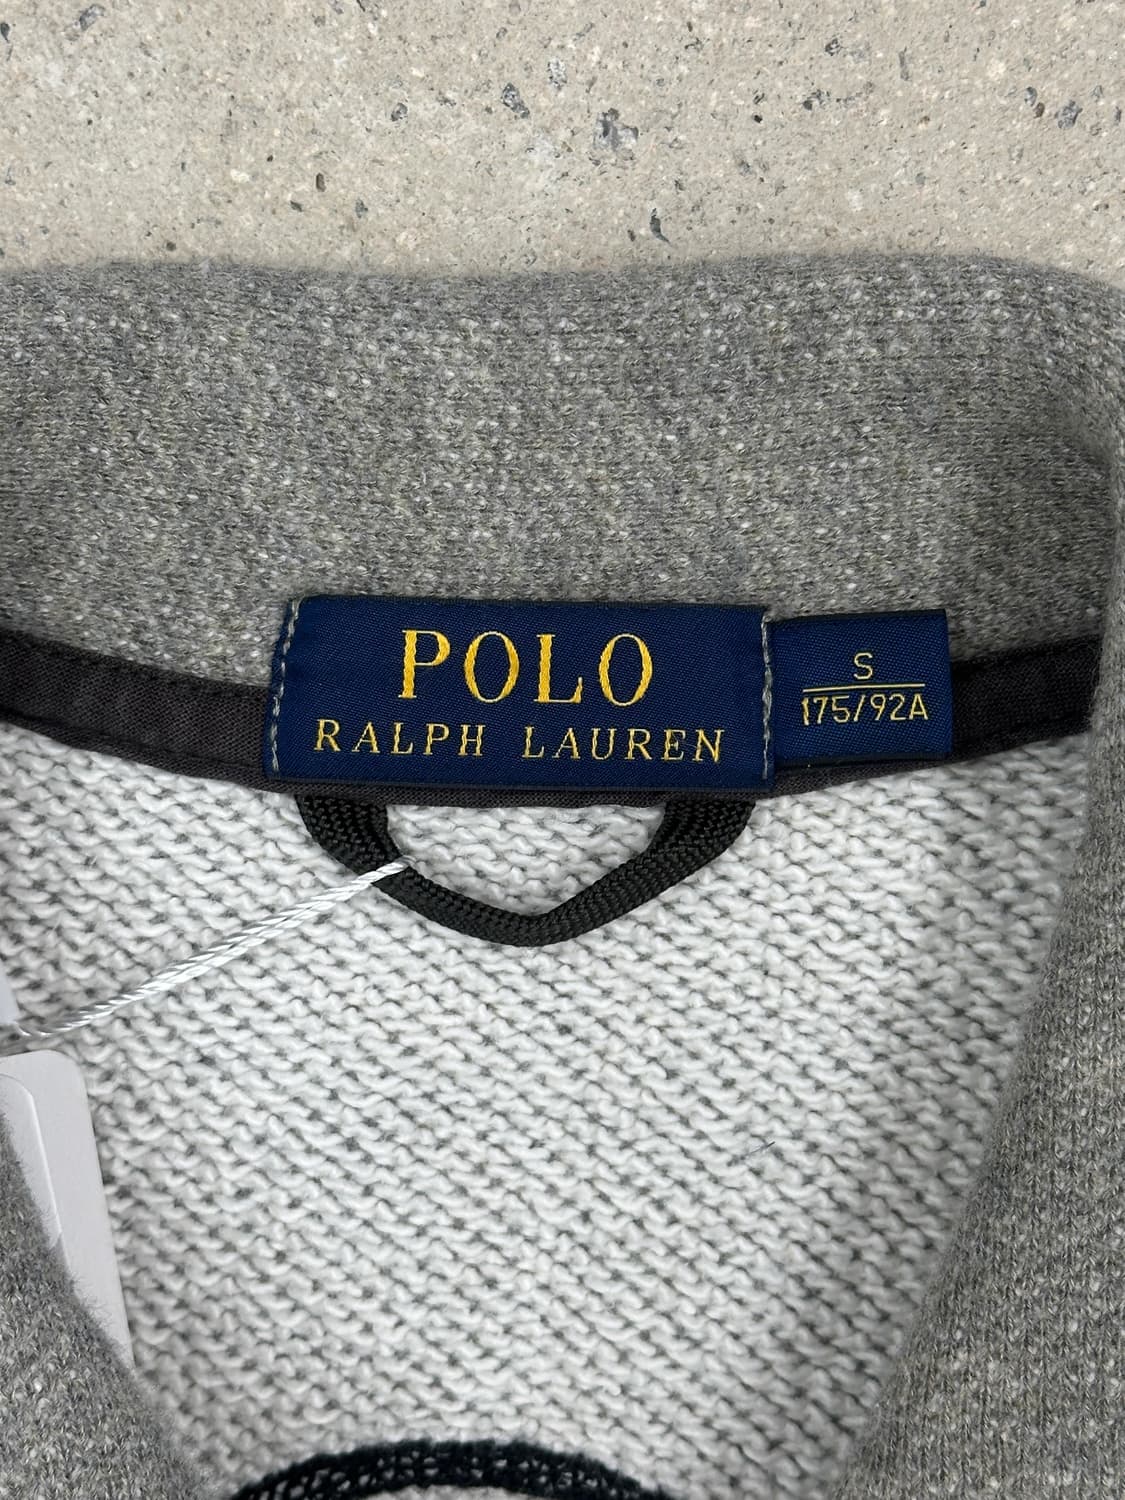 POLO
RALPH LAUREN
S
175/92A